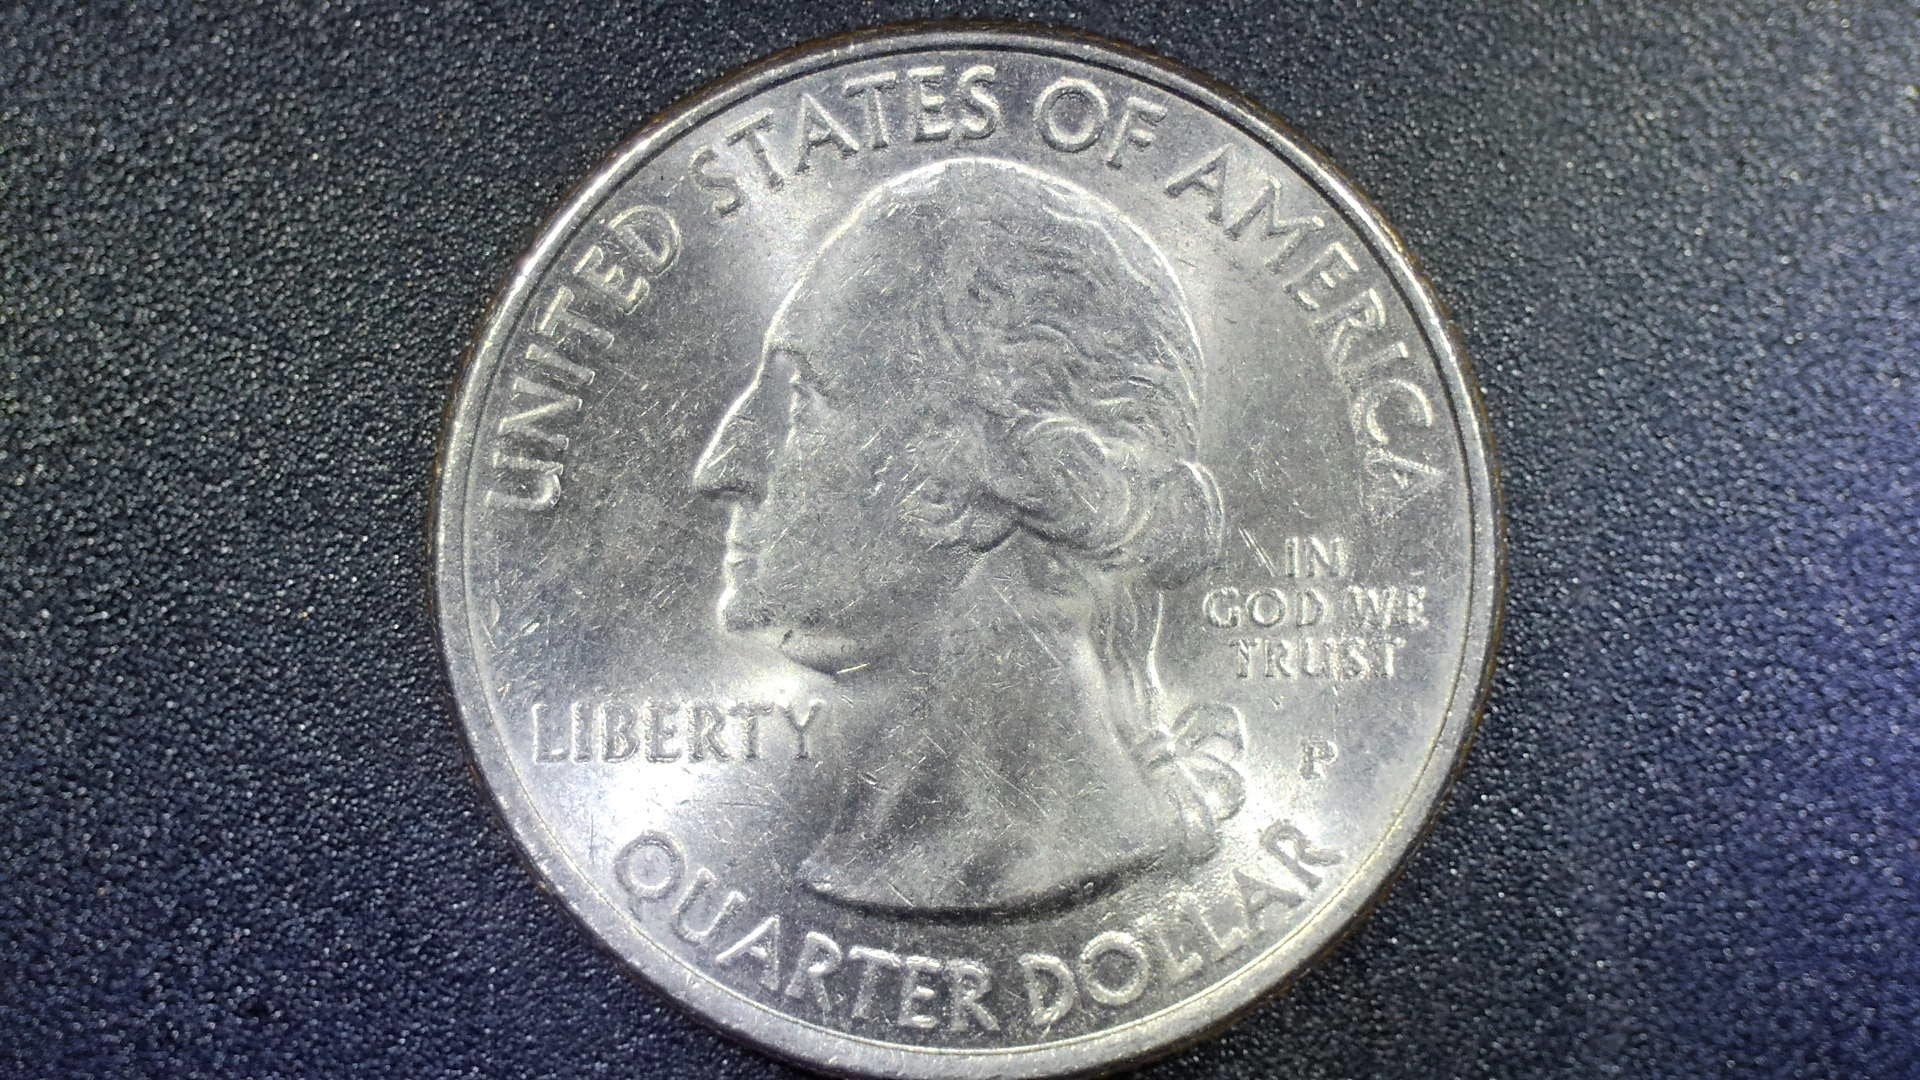 UNITED STATES OF AMERICA
LIBERTY
IN
GOD WE
TRUST
P
QUARTER DOLLAR